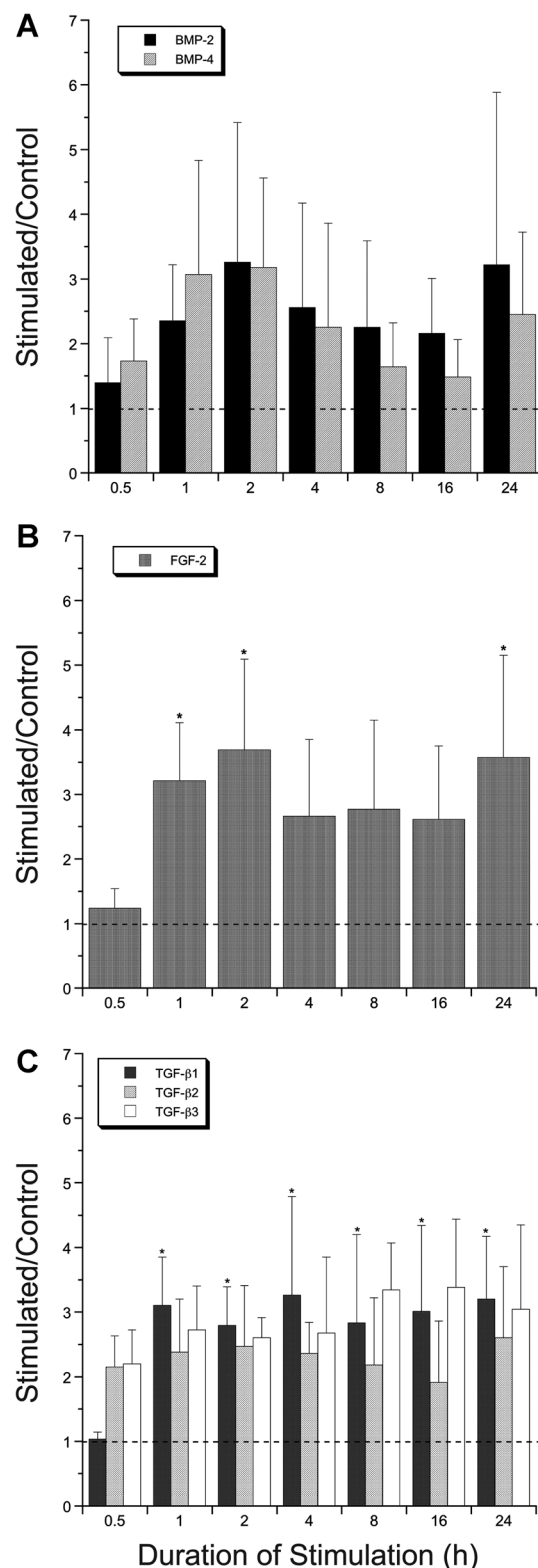 A
BMP-2
BMP-4
Stimulated/Control
7
6
5
4
3
2
1
0
0.5 1 2 4 8 16 24
B
FGF-2
Stimulated/Control
7
6
5
4
3
2
1
0
* * *
0.5 1 2 4 8 16 24
C
TGF-β1
TGF-β2
TGF-β3
Stimulated/Control
7
6
5
4
3
2
1
0
* * * * * *
0.5 1 2 4 8 16 24
Duration of Stimulation (h)